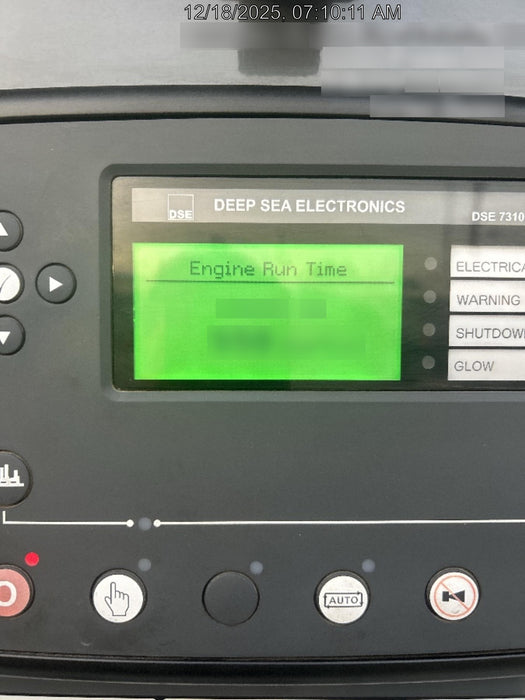 12/18/2025. 07:10:11 AM
DSE
DEEP SEA ELECTRONICS
DSE 7310
Engine Run Time
ELECTRICA
WARNING
SHUTDOWN
GLOW
O
AUTO